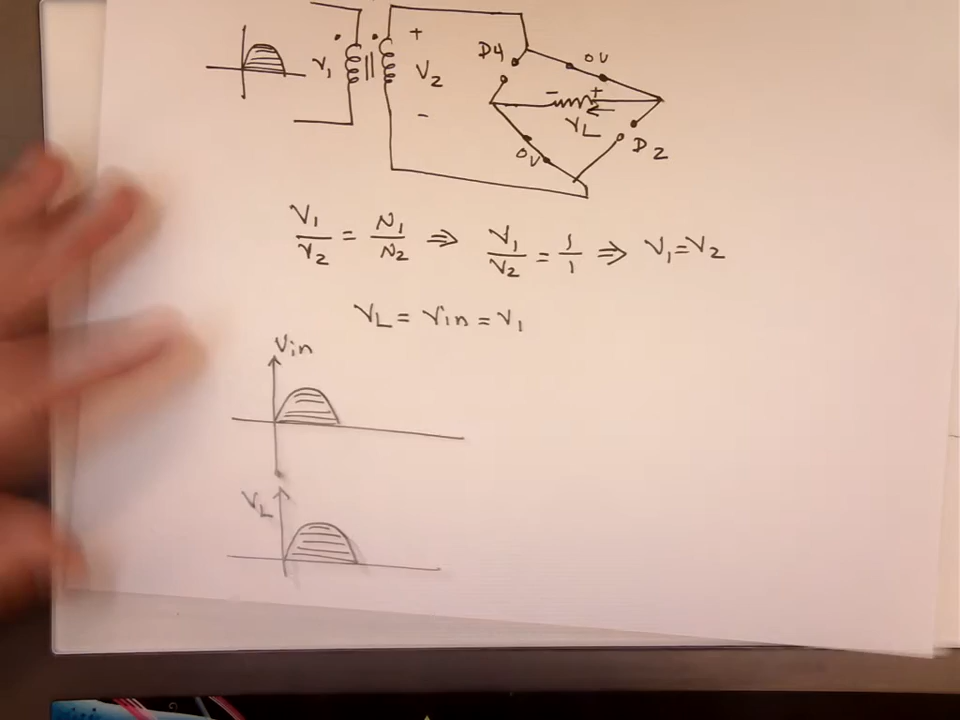 D4
0V
V1
+
V2
-
- +
VL
0V
D2
V1/V2 = N1/N2 ⇒ V1/V2 = 1/1 ⇒ V1=V2
VL = Vin = V1
Vin
VL